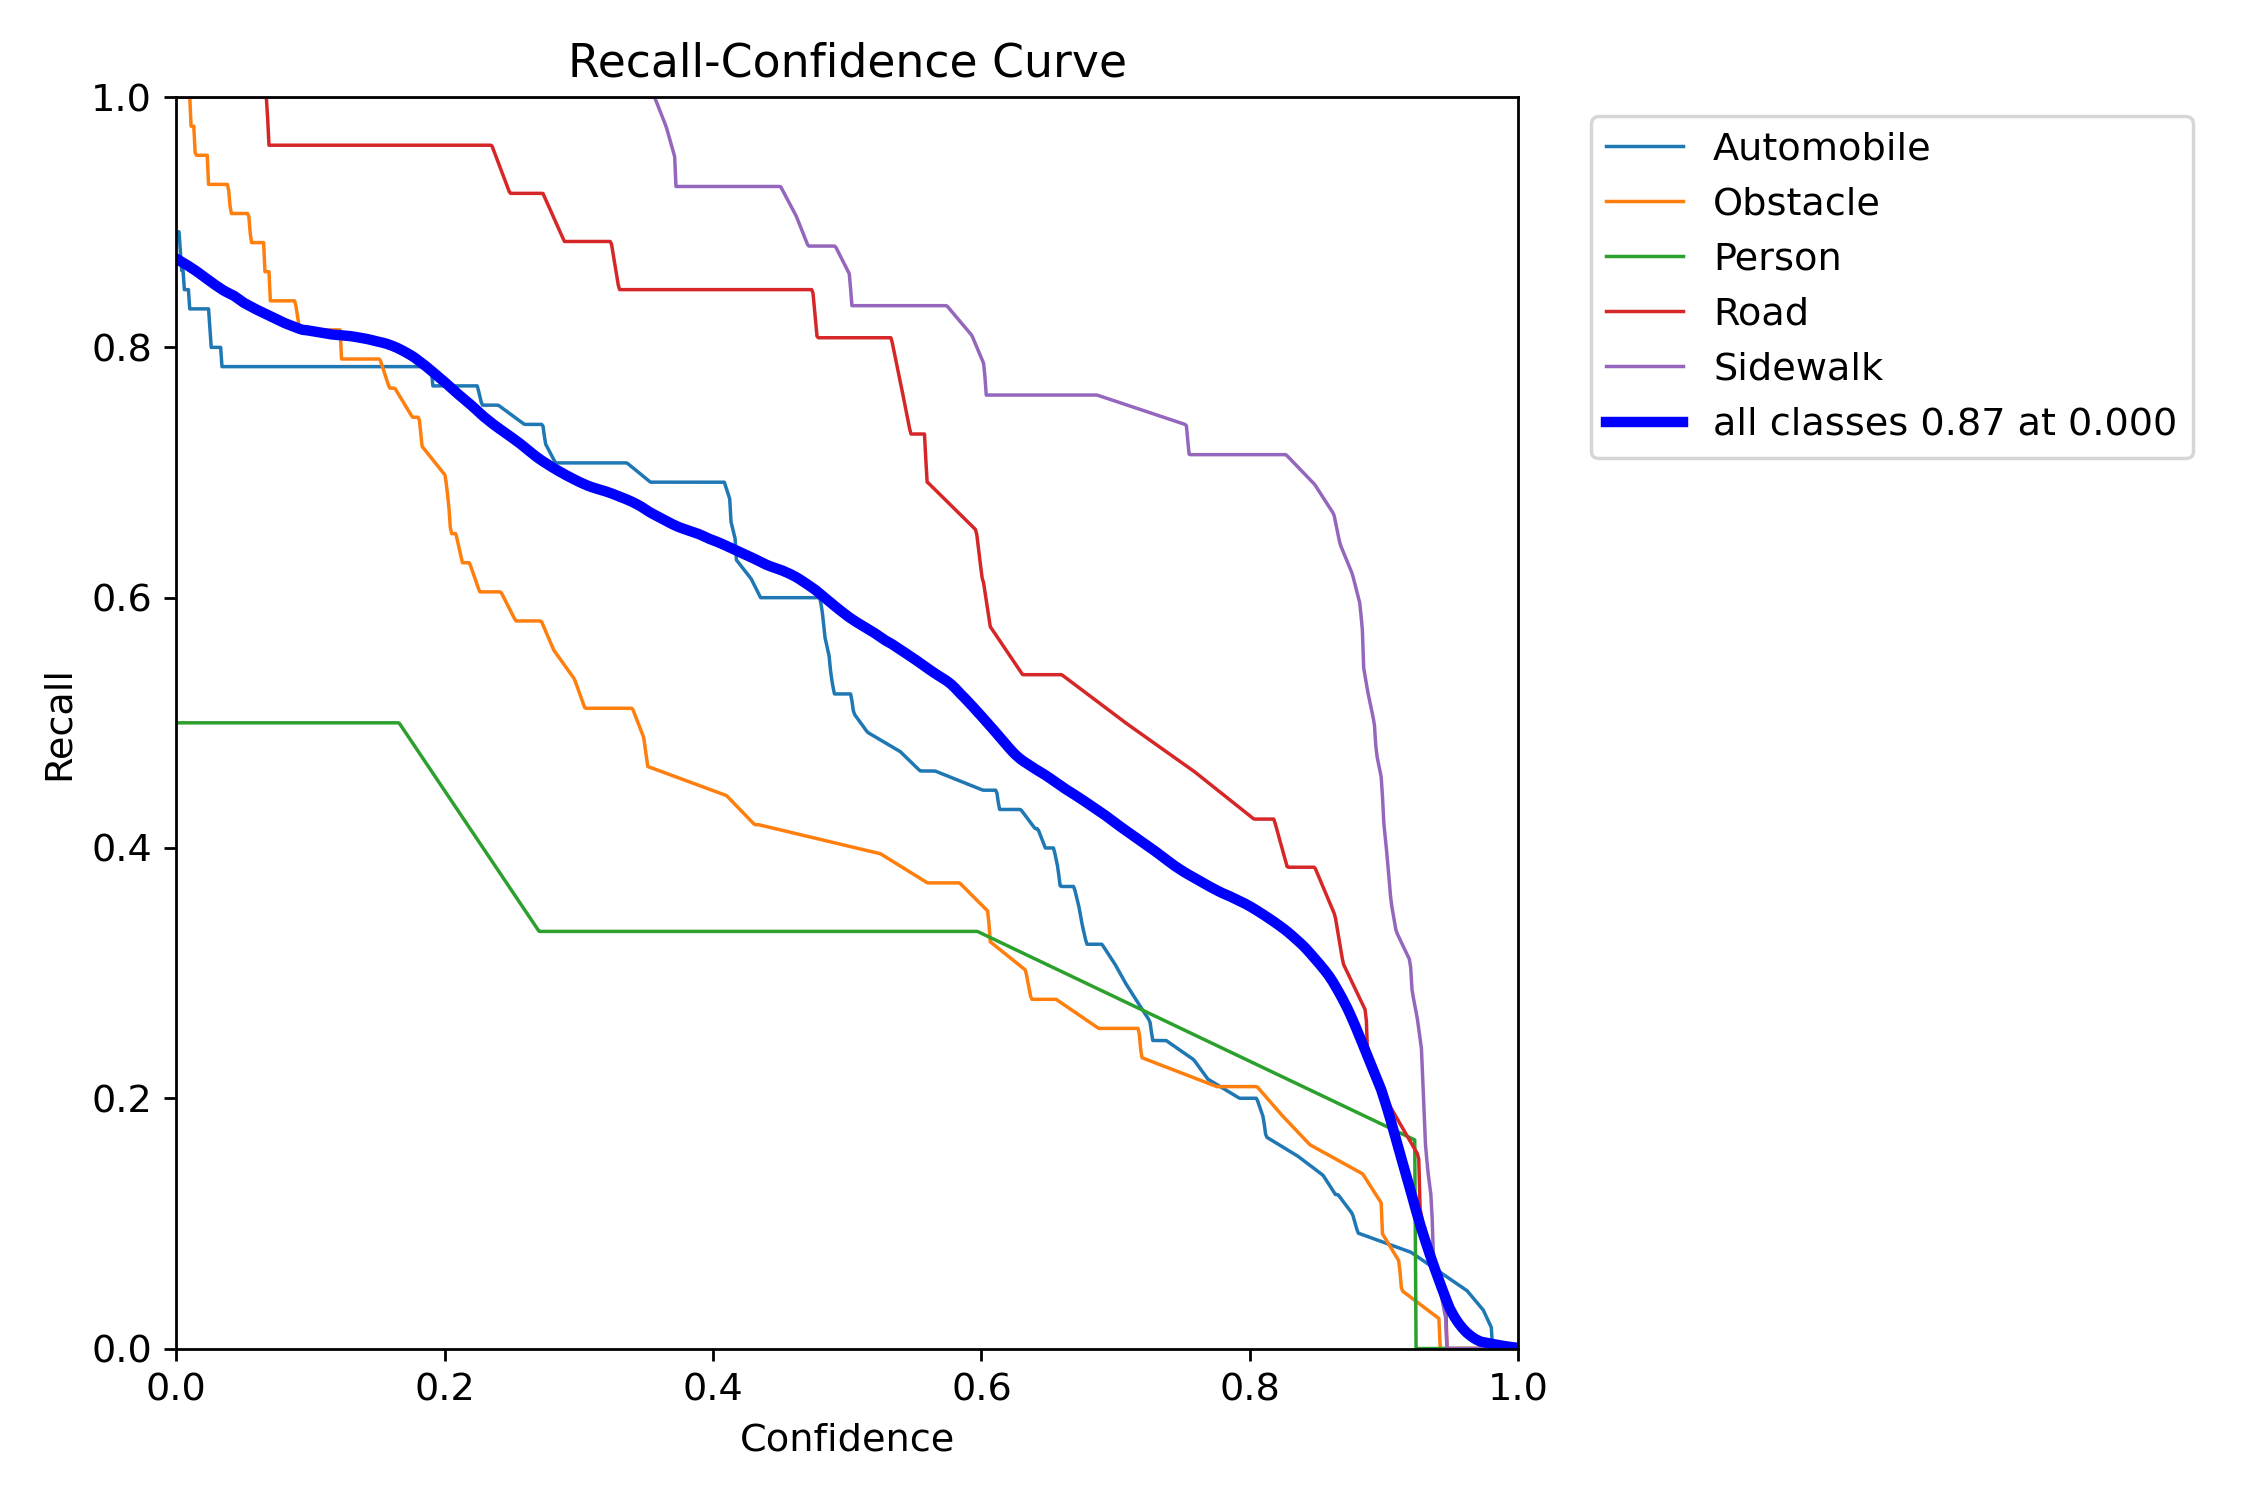 Recall-Confidence Curve
1.0
0.8
0.6
0.4
0.2
0.0
Recall
0.0 0.2 0.4 0.6 0.8 1.0
Confidence
Automobile
Obstacle
Person
Road
Sidewalk
all classes 0.87 at 0.000